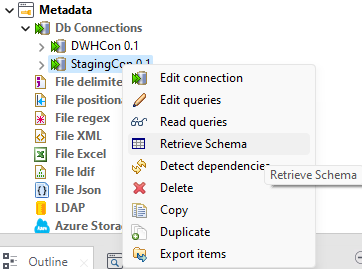 Metadata
Db Connections
DWHCon 0.1
StagingCon 0.1
Edit connection
File delimite
Edit queries
File positiona
Read queries
File regex
Retrieve Schema
File XML
Detect dependencies
File Excel
Retrieve Schema
File ldif
Delete
File Json
Copy
LDAP
Duplicate
Azure Storag
Export items
Outline